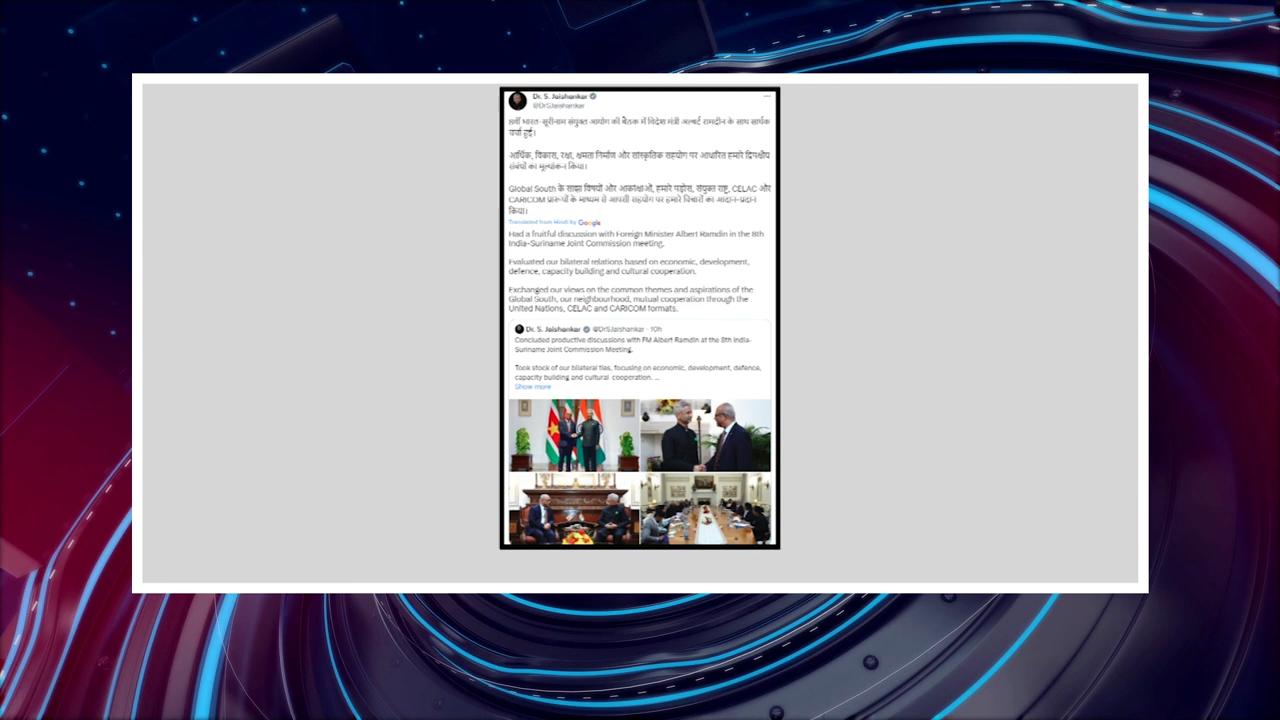 Dr. S. Jaishankar
@DrSJaishankar
8वीं भारत-सूरीनाम संयुक्त आयोग की बैठक में विदेश मंत्री अल्बर्ट रामदीन के साथ सार्थक
चर्चा हुई।
आर्थिक, विकास, रक्षा, क्षमता निर्माण और सांस्कृतिक सहयोग पर आधारित हमारे द्विपक्षीय
संबंधों का मूल्यांकन किया।
Global South के साझा विषयों और आकांक्षाओं, हमारे पड़ोस, संयुक्त राष्ट्र, CELAC और
CARICOM प्रारूपों के माध्यम से आपसी सहयोग पर हमारे विचारों का आदान-प्रदान
किया।
Translated from Hindi by Google
Had a fruitful discussion with Foreign Minister Albert Ramdin in the 8th
India-Suriname Joint Commission meeting.
Evaluated our bilateral relations based on economic, development,
defence, capacity building and cultural cooperation.
Exchanged our views on the common themes and aspirations of the
Global South, our neighbourhood, mutual cooperation through the
United Nations, CELAC and CARICOM formats.
Dr. S. Jaishankar @DrSJaishankar · 10h
Concluded productive discussions with FM Albert Ramdin at the 8th India-
Suriname Joint Commission Meeting.
Took stock of our bilateral ties, focusing on economic, development, defence,
capacity building and cultural cooperation. ...
Show more